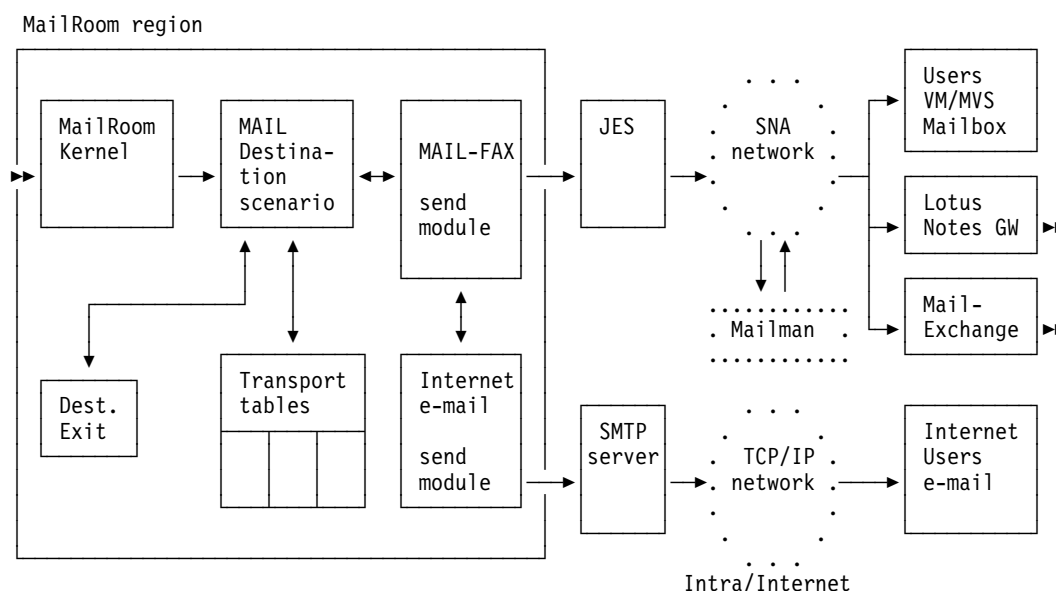 MailRoom region
MailRoom
Kernel
MAIL
Destina-
tion
scenario
MAIL-FAX
send
module
JES
SNA
network
Users
VM/MVS
Mailbox
Lotus
Notes GW
Mailman
Mail-
Exchange
Dest.
Exit
Transport
tables
Internet
e-mail
send
module
SMTP
server
TCP/IP
network
Internet
Users
e-mail
Intra/Internet